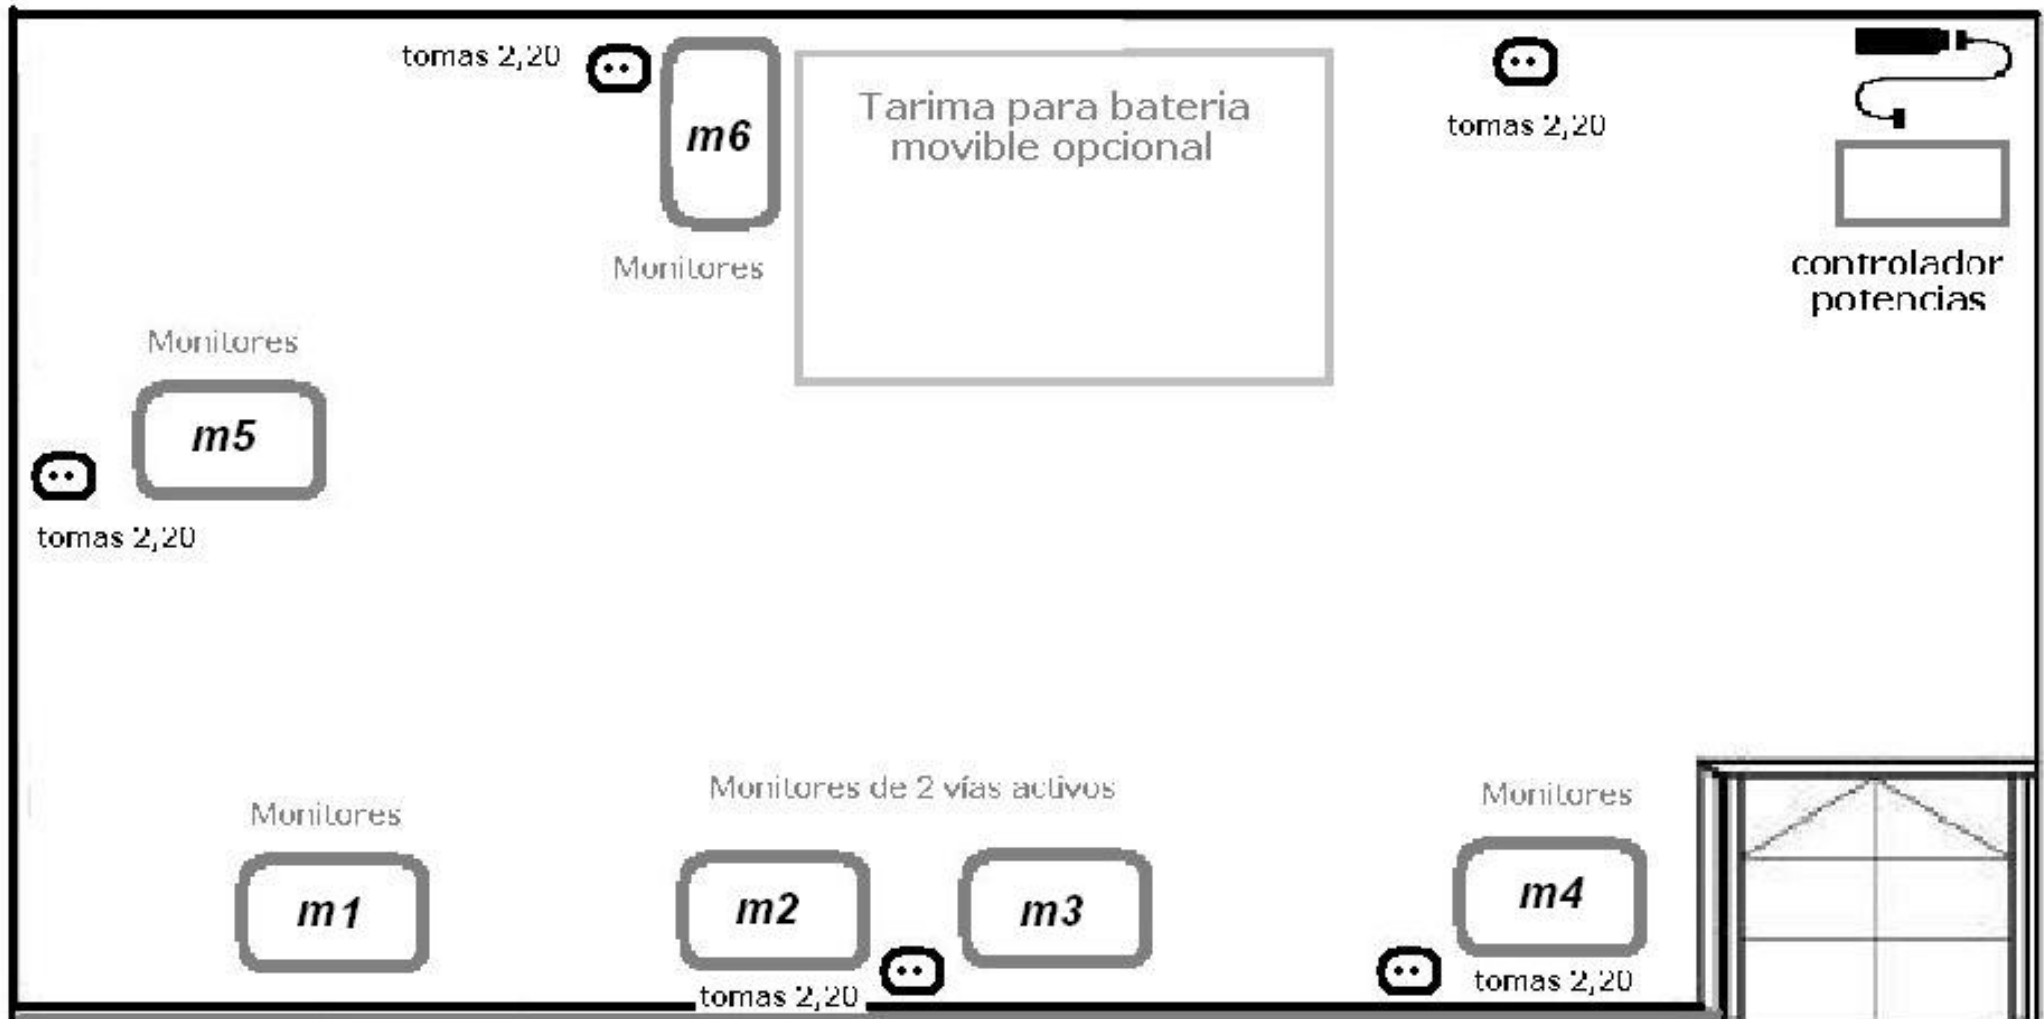 tomas 2,20
m6
Tarima para bateria
movible opcional
tomas 2,20
Monitores
controlador
potencias
Monitores
m5
tomas 2,20
Monitores
Monitores de 2 vías activos
Monitores
m1
m2
m3
m4
tomas 2,20
tomas 2,20